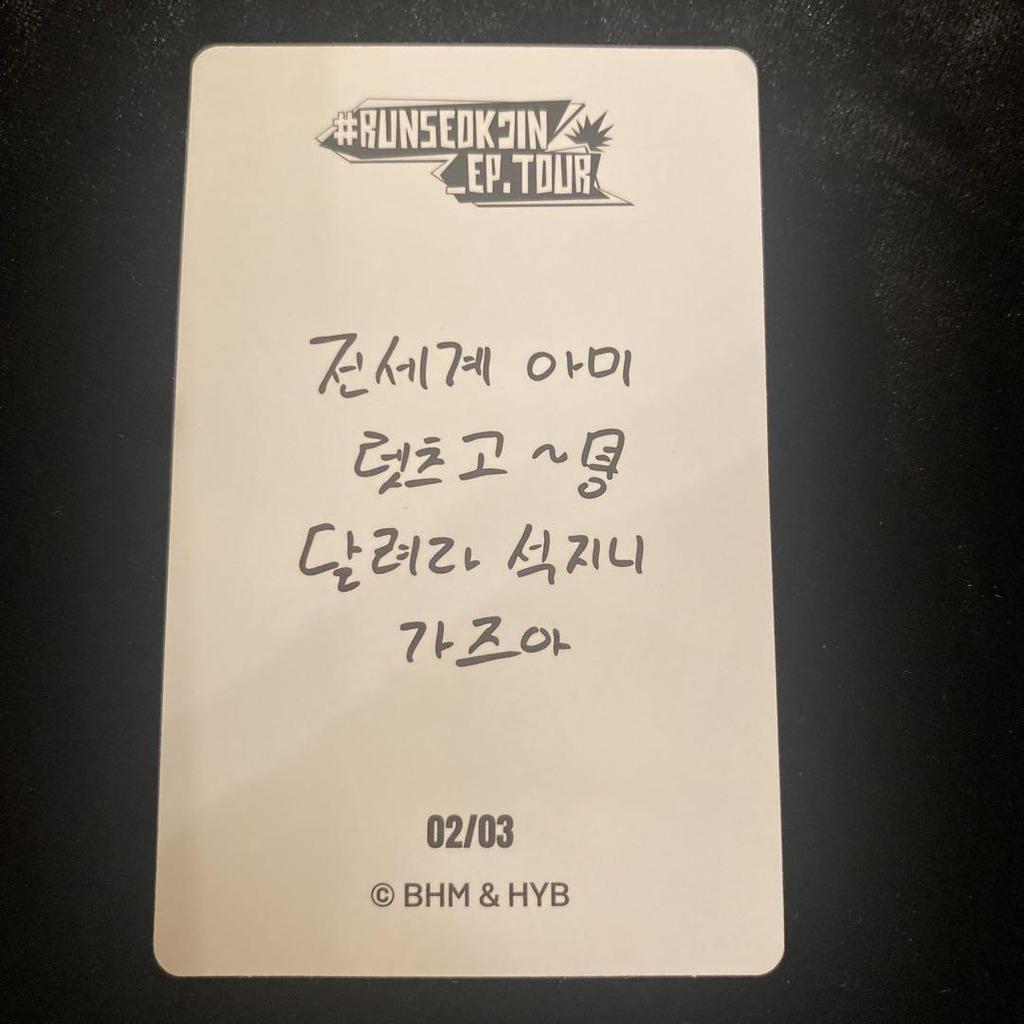 #RUNSEOKJIN
_EP.TOUR
전세계 아미
렛츠고~
달려라 석지니
가즈아
02/03
© BHM & HYB